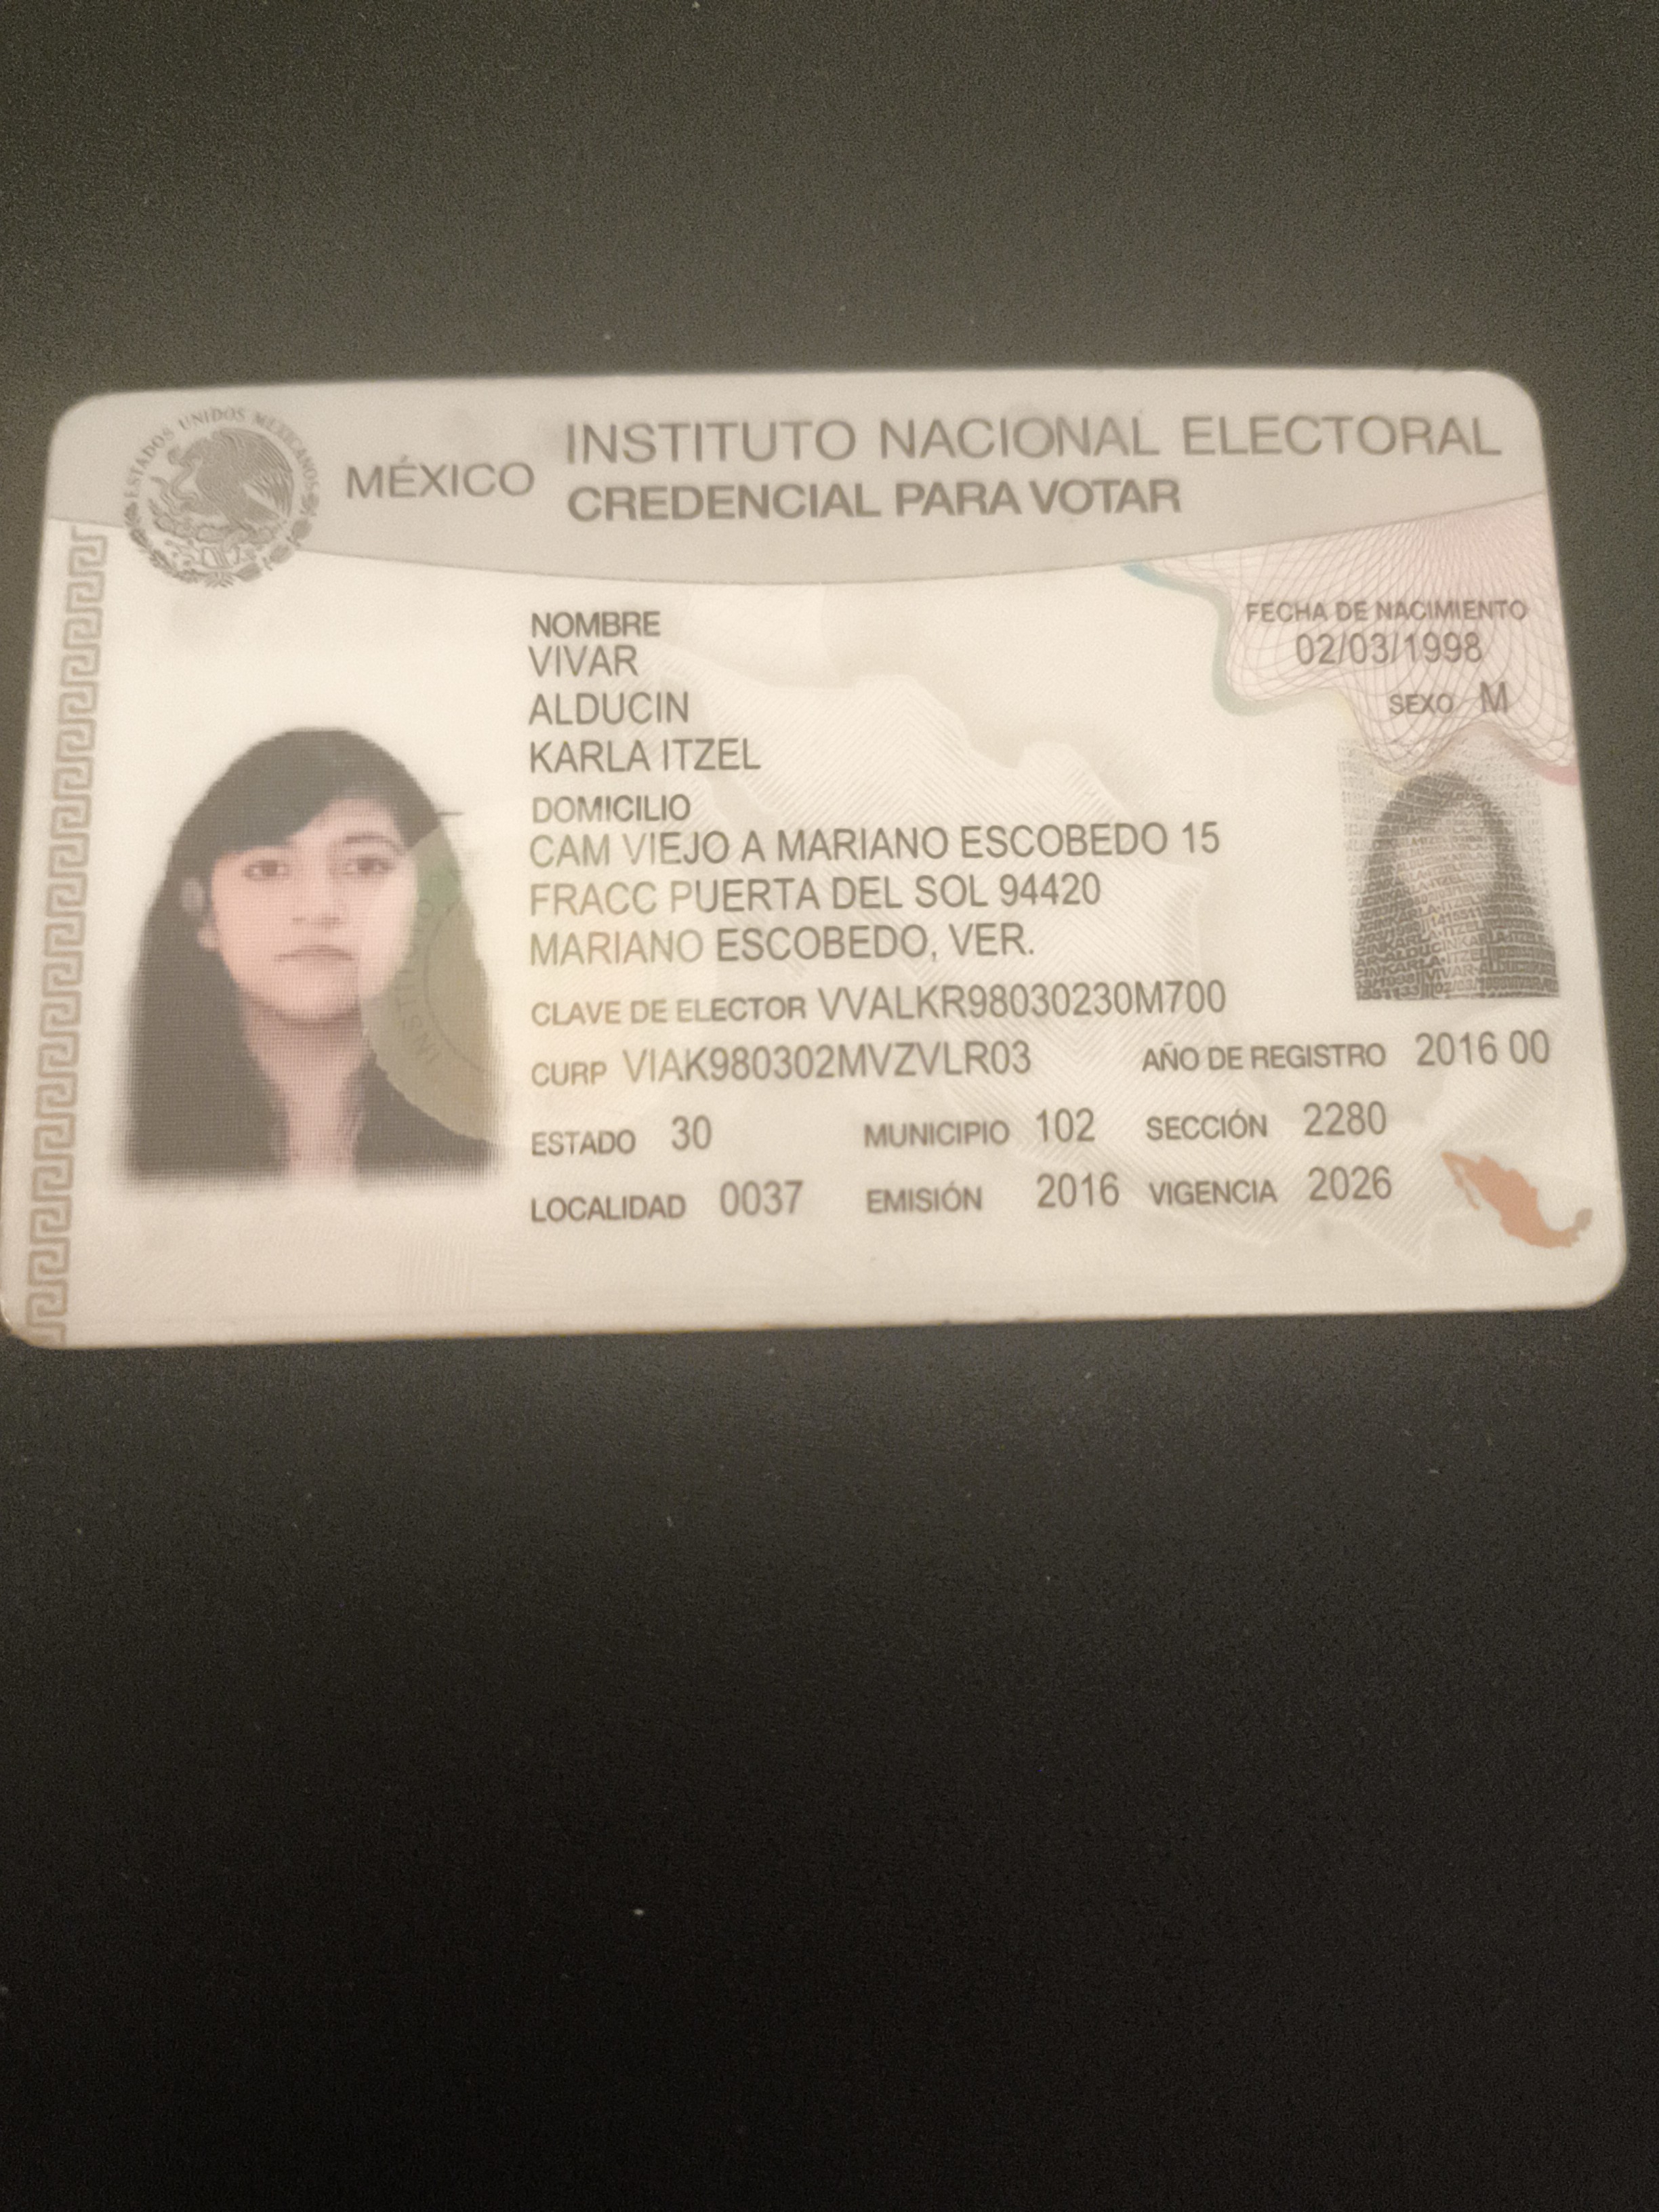 ESTADOS UNIDOS MEXICANOS
MÉXICO
INSTITUTO NACIONAL ELECTORAL
CREDENCIAL PARA VOTAR
NOMBRE
VIVAR
ALDUCIN
KARLA ITZEL
FECHA DE NACIMIENTO
02/03/1998
SEXO M
DOMICILIO
CAM VIEJO A MARIANO ESCOBEDO 15
FRACC PUERTA DEL SOL 94420
MARIANO ESCOBEDO, VER.
CLAVE DE ELECTOR VVALKR98030230M700
CURP VIAK980302MVZVLR03
AÑO DE REGISTRO 2016 00
ESTADO 30
MUNICIPIO 102
SECCIÓN 2280
LOCALIDAD 0037
EMISIÓN 2016
VIGENCIA 2026